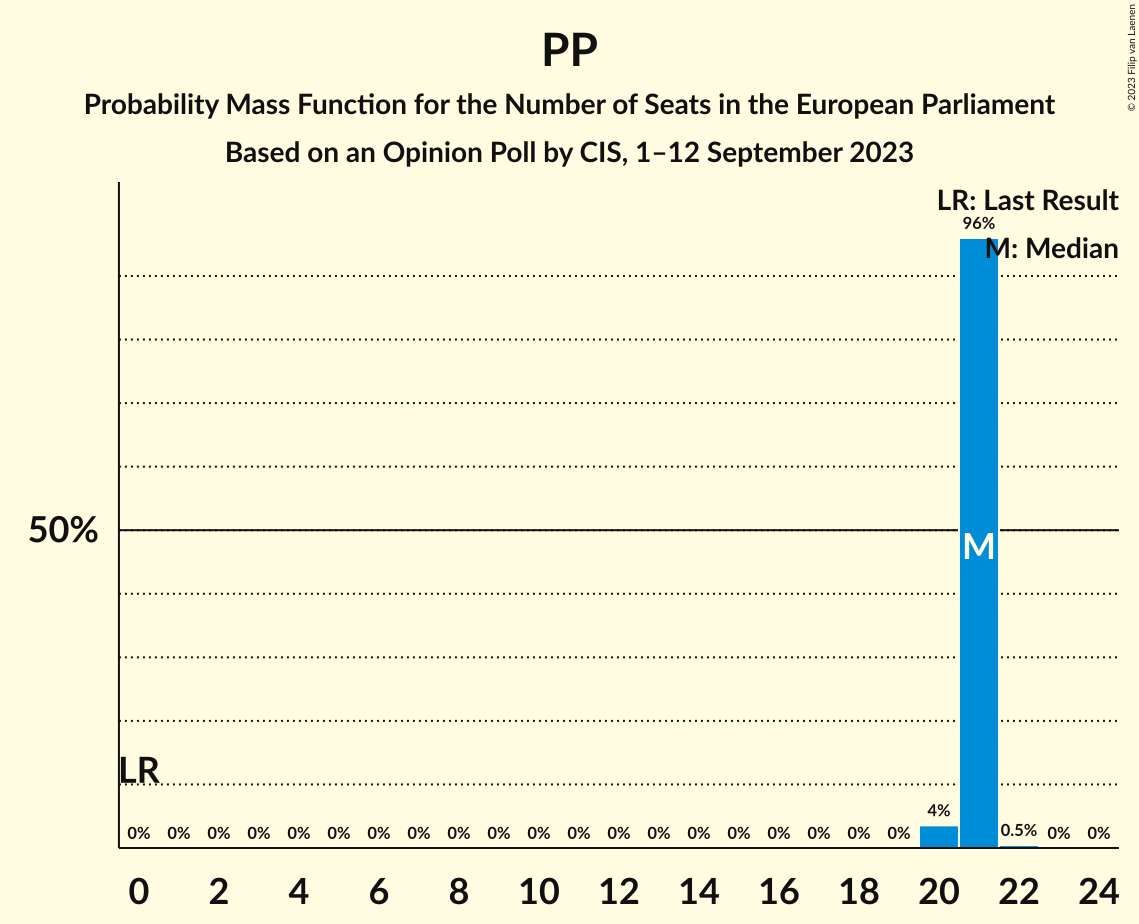 PP
Probability Mass Function for the Number of Seats in the European Parliament
Based on an Opinion Poll by CIS, 1–12 September 2023
© 2023 Filip van Laenen
LR: Last Result
96%
M: Median
50%
M
LR
4%
0% 0% 0% 0% 0% 0% 0% 0% 0% 0% 0% 0% 0% 0% 0% 0% 0% 0% 0% 0% 0.5% 0% 0%
0 2 4 6 8 10 12 14 16 18 20 22 24